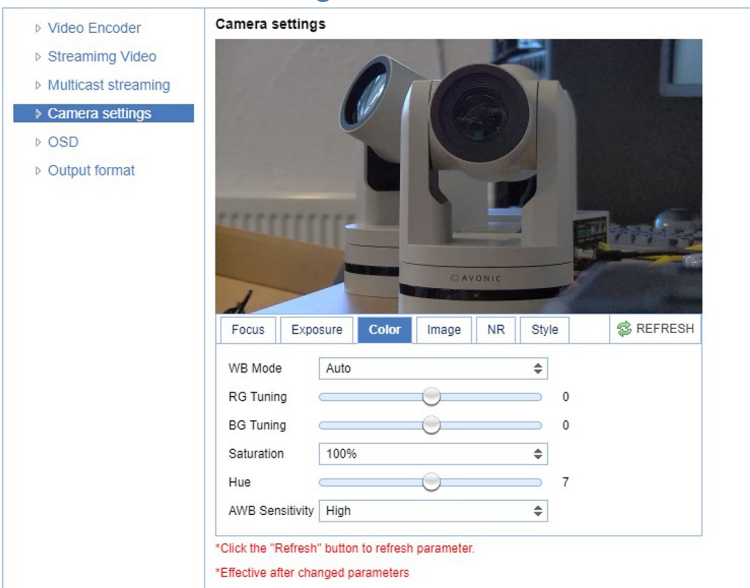 Video Encoder
Streamimg Video
Multicast streaming
Camera settings
OSD
Output format
Camera settings
AVONIC
Focus Exposure Color Image NR Style REFRESH
WB Mode Auto
RG Tuning 0
BG Tuning 0
Saturation 100%
Hue 7
AWB Sensitivity High
*Click the "Refresh" button to refresh parameter.
*Effective after changed parameters